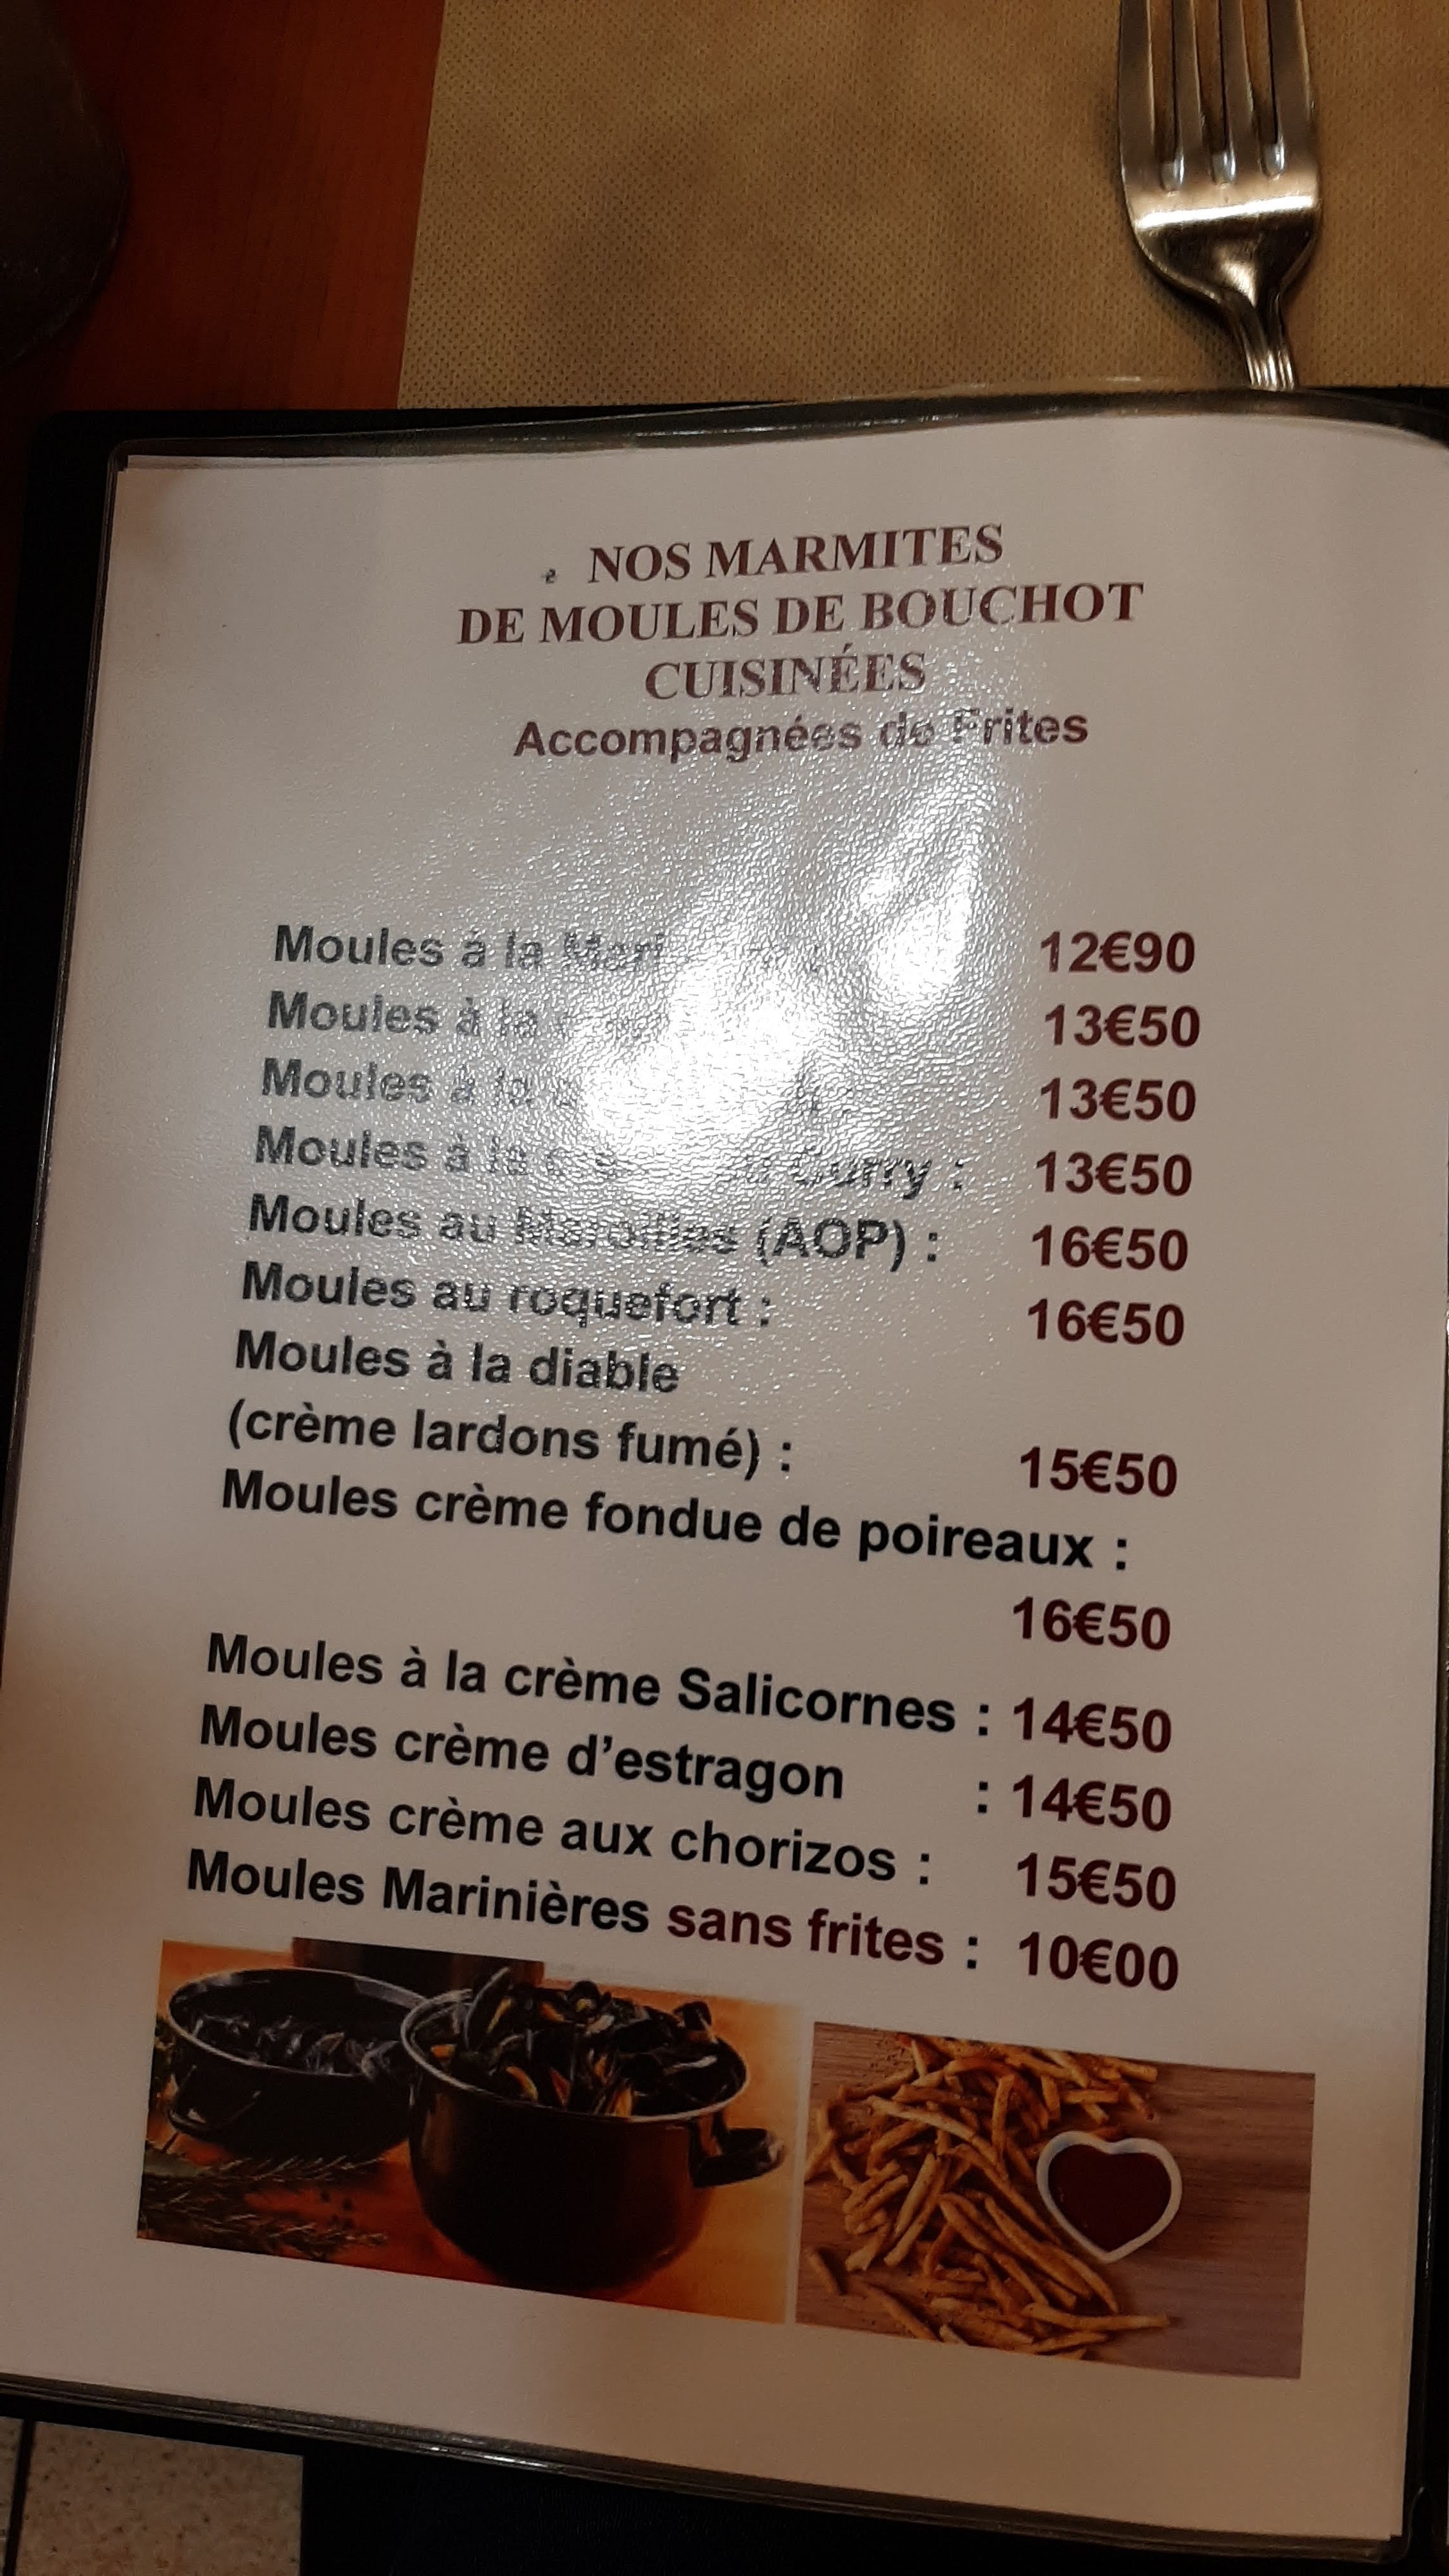 NOS MARMITES
DE MOULES DE BOUCHOT
CUISINÉES
Accompagnées de Frites
Moules à la 12€90
Moules à la 13€50
Moules à la 13€50
Moules à la Curry : 13€50
Moules au Maroilles (AOP) : 16€50
Moules au roquefort : 16€50
Moules à la diable
(crème lardons fumé) : 15€50
Moules crème fondue de poireaux :
16€50
Moules à la crème Salicornes : 14€50
Moules crème d’estragon : 14€50
Moules crème aux chorizos : 15€50
Moules Marinières sans frites : 10€00